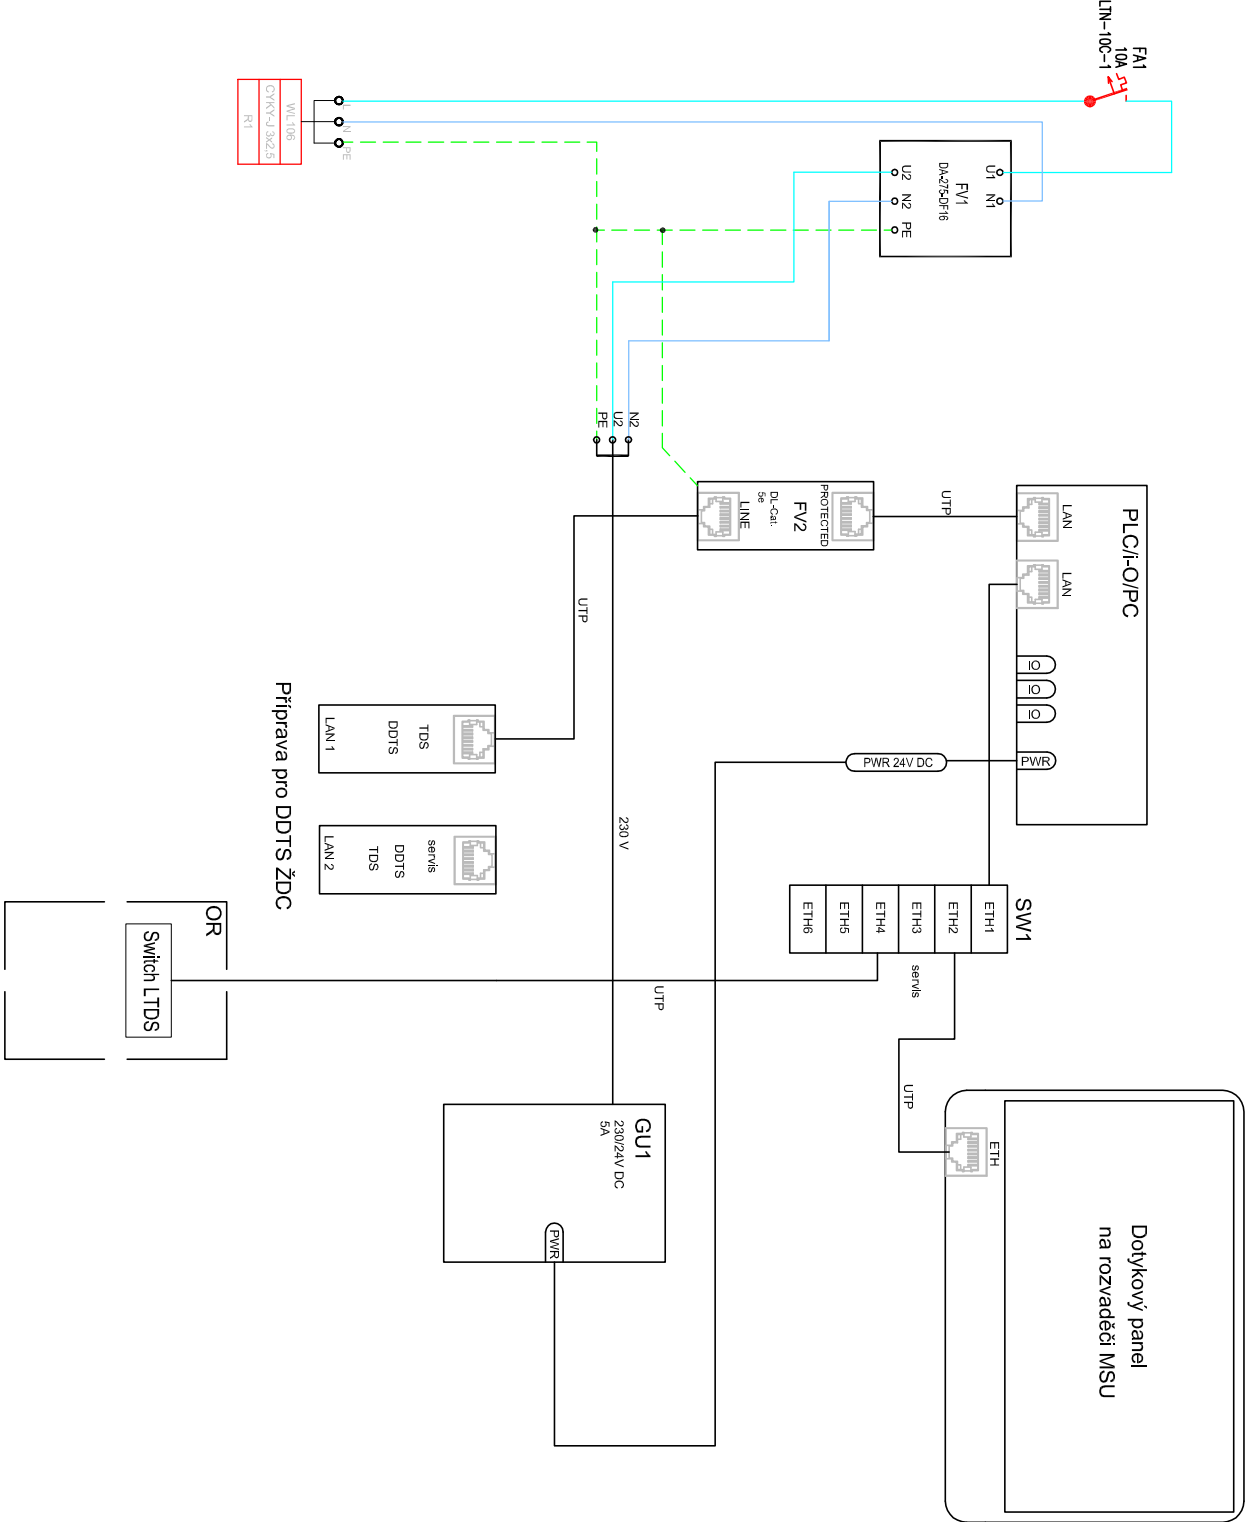 FA1
10A
LTN-10C-1
WL106
CYKY-J 3x2,5
R1
L
N
PE
U1
N1
FV1
DA-275-DF16
U2
N2
PE
N2
U2
PE
PROTECTED
FV2
DL-Cat.
5e
LINE
UTP
PLC/i-O/PC
LAN
LAN
IO
IO
IO
PWR
PWR 24V DC
UTP
TDS
DDTS
LAN 1
servis
DDTS
TDS
LAN 2
Příprava pro DDTS ŽDC
230 V
SW1
ETH1
ETH2
ETH3
ETH4
ETH5
ETH6
servis
UTP
UTP
OR
Switch LTDS
GU1
230/24V DC
5A
PWR
ETH
Dotykový panel
na rozvaděči MSU